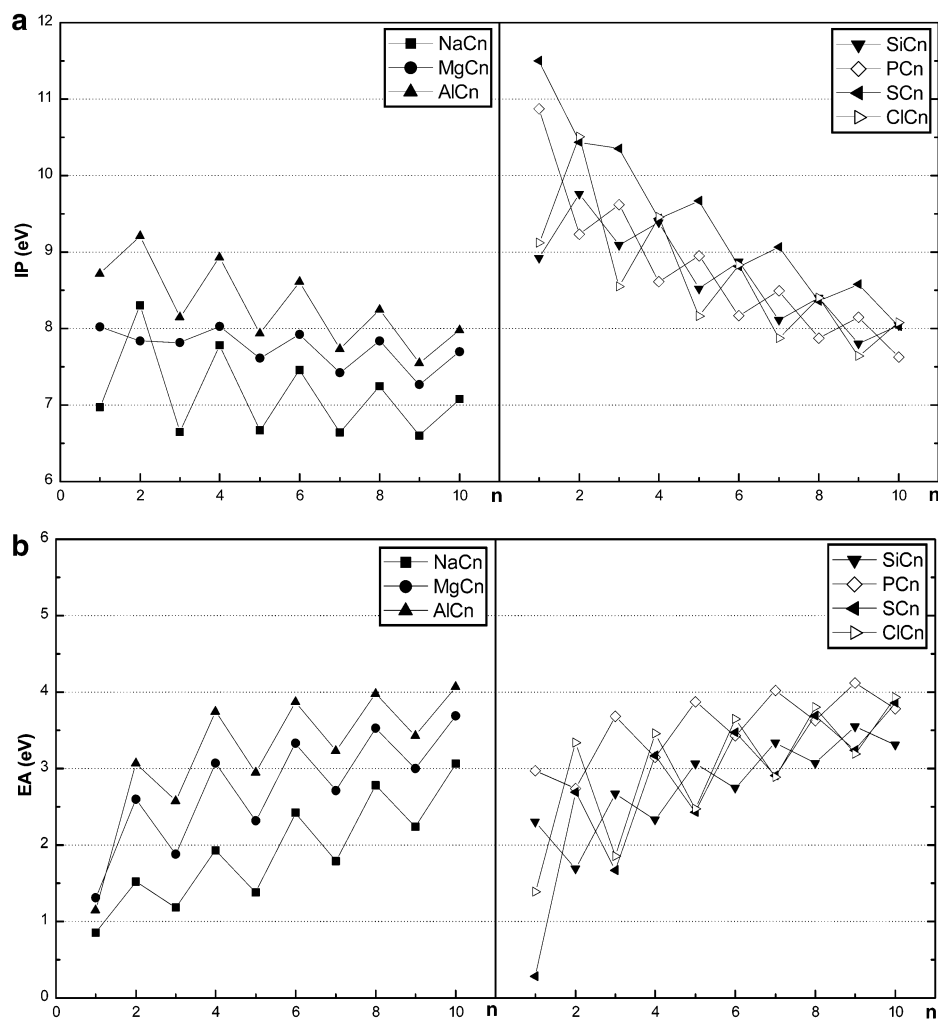 a
12
11
10
9
8
7
6
IP (eV)
NaCn
MgCn
AlCn
SiCn
PCn
SCn
ClCn
0 2 4 6 8 10 n 2 4 6 8 10 n
b
6
5
4
3
2
1
0
EA (eV)
NaCn
MgCn
AlCn
SiCn
PCn
SCn
ClCn
0 2 4 6 8 10 n 2 4 6 8 10 n